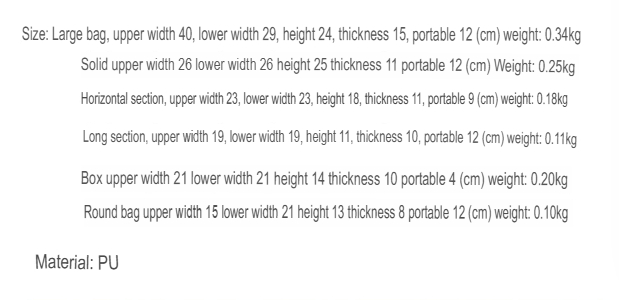 Size: Large bag, upper width 40, lower width 29, height 24, thickness 15, portable 12 (cm) weight: 0.34kg
Solid upper width 26 lower width 26 height 25 thickness 11 portable 12 (cm) Weight: 0.25kg
Horizontal section, upper width 23, lower width 23, height 18, thickness 11, portable 9 (cm) weight: 0.18kg
Long section, upper width 19, lower width 19, height 11, thickness 10, portable 12 (cm) weight: 0.11kg
Box upper width 21 lower width 21 height 14 thickness 10 portable 4 (cm) weight: 0.20kg
Round bag upper width 15 lower width 21 height 13 thickness 8 portable 12 (cm) weight: 0.10kg
Material: PU